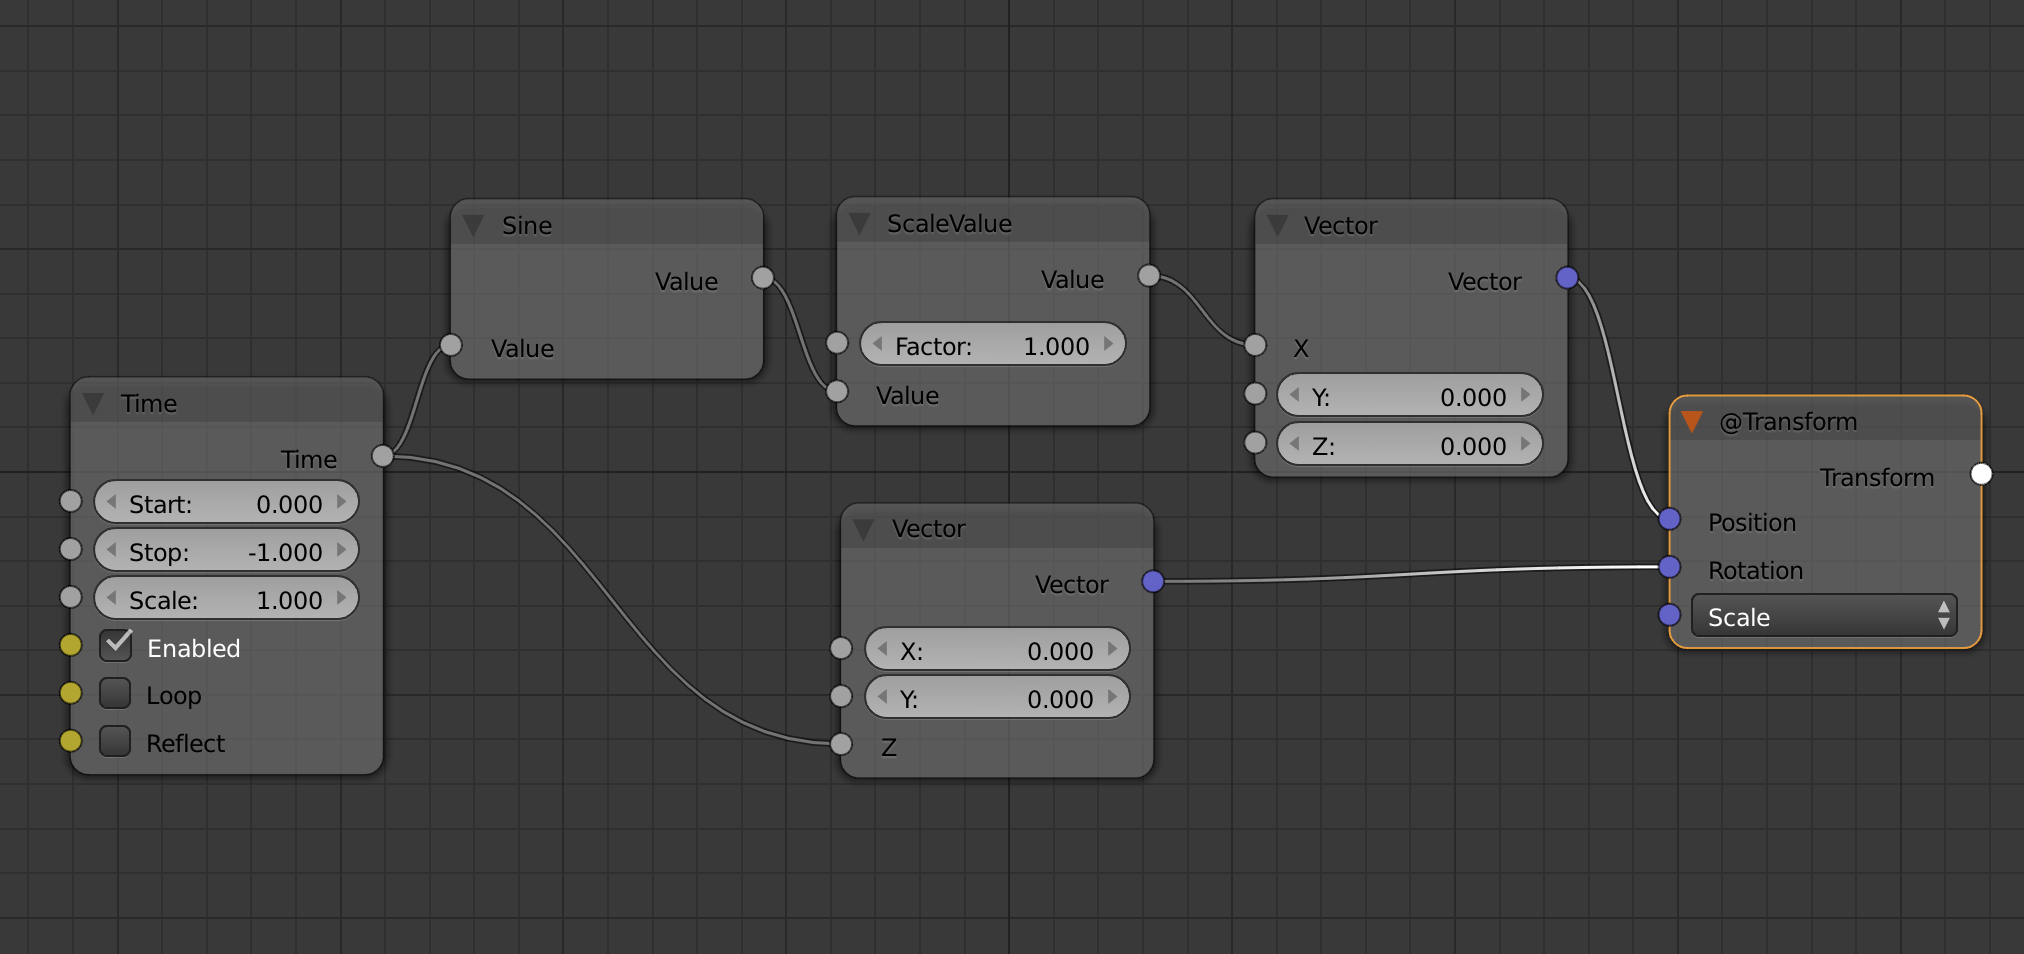 Time
Time
Start: 0.000
Stop: -1.000
Scale: 1.000
Enabled
Loop
Reflect
Sine
Value
Value
ScaleValue
Value
Factor: 1.000
Value
Vector
Vector
X
Y: 0.000
Z: 0.000
Vector
Vector
X: 0.000
Y: 0.000
Z
@Transform
Transform
Position
Rotation
Scale